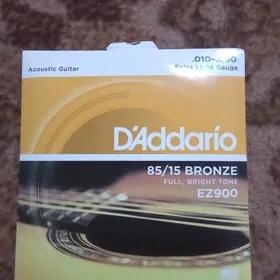 Acoustic Guitar
.010-.050
Extra Light Gauge
D'Addario
85/15 BRONZE
FULL, BRIGHT TONE
EZ900